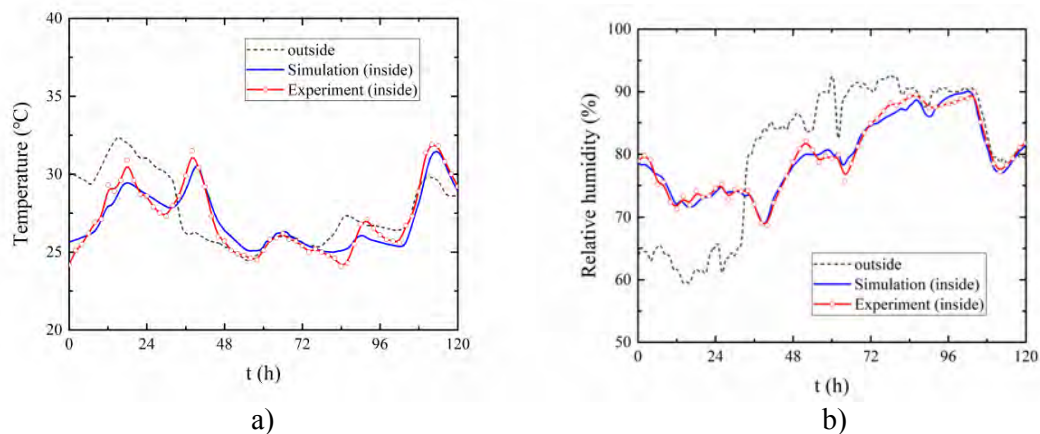 40
35
30
25
20
Temperature (°C)
outside
Simulation (inside)
Experiment (inside)
0 24 48 72 96 120
t (h)
a)
100
90
80
70
60
50
Relative humidity (%)
outside
Simulation (inside)
Experiment (inside)
0 24 48 72 96 120
t (h)
b)